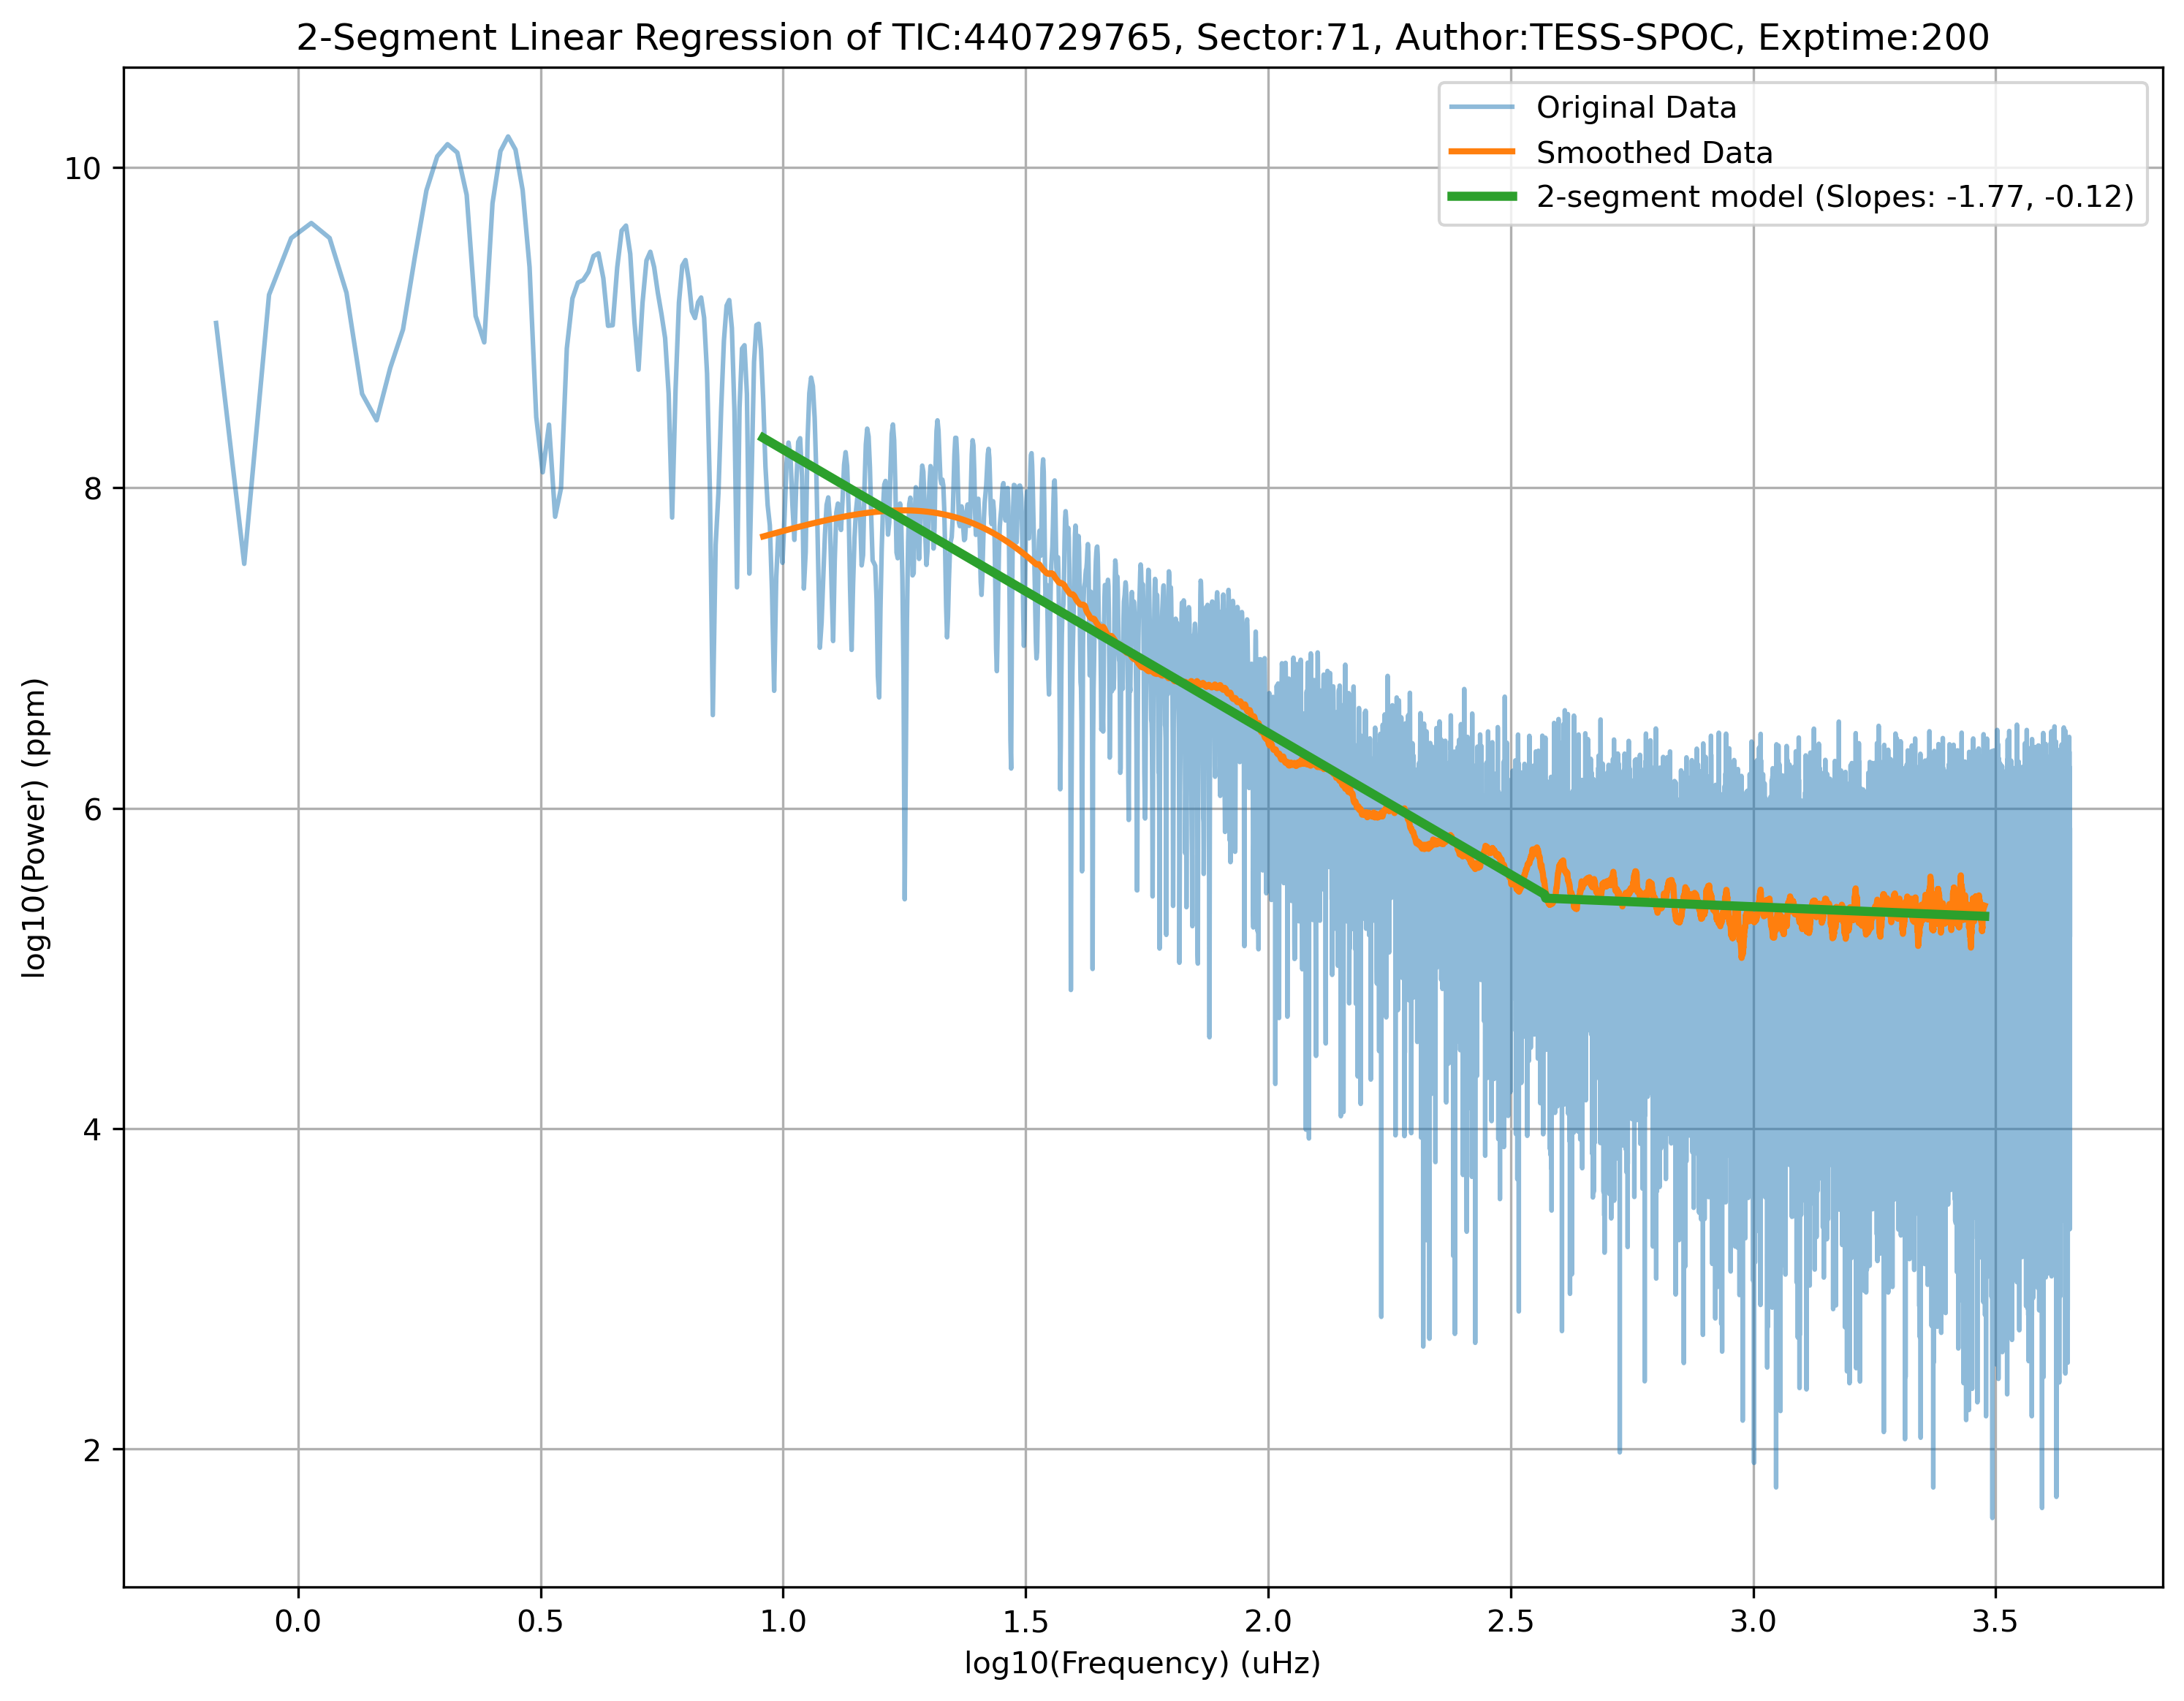 2-Segment Linear Regression of TIC:440729765, Sector:71, Author:TESS-SPOC, Exptime:200
Original Data
Smoothed Data
2-segment model (Slopes: -1.77, -0.12)
log10(Power) (ppm)
10
8
6
4
2
0.0 0.5 1.0 1.5 2.0 2.5 3.0 3.5
log10(Frequency) (uHz)